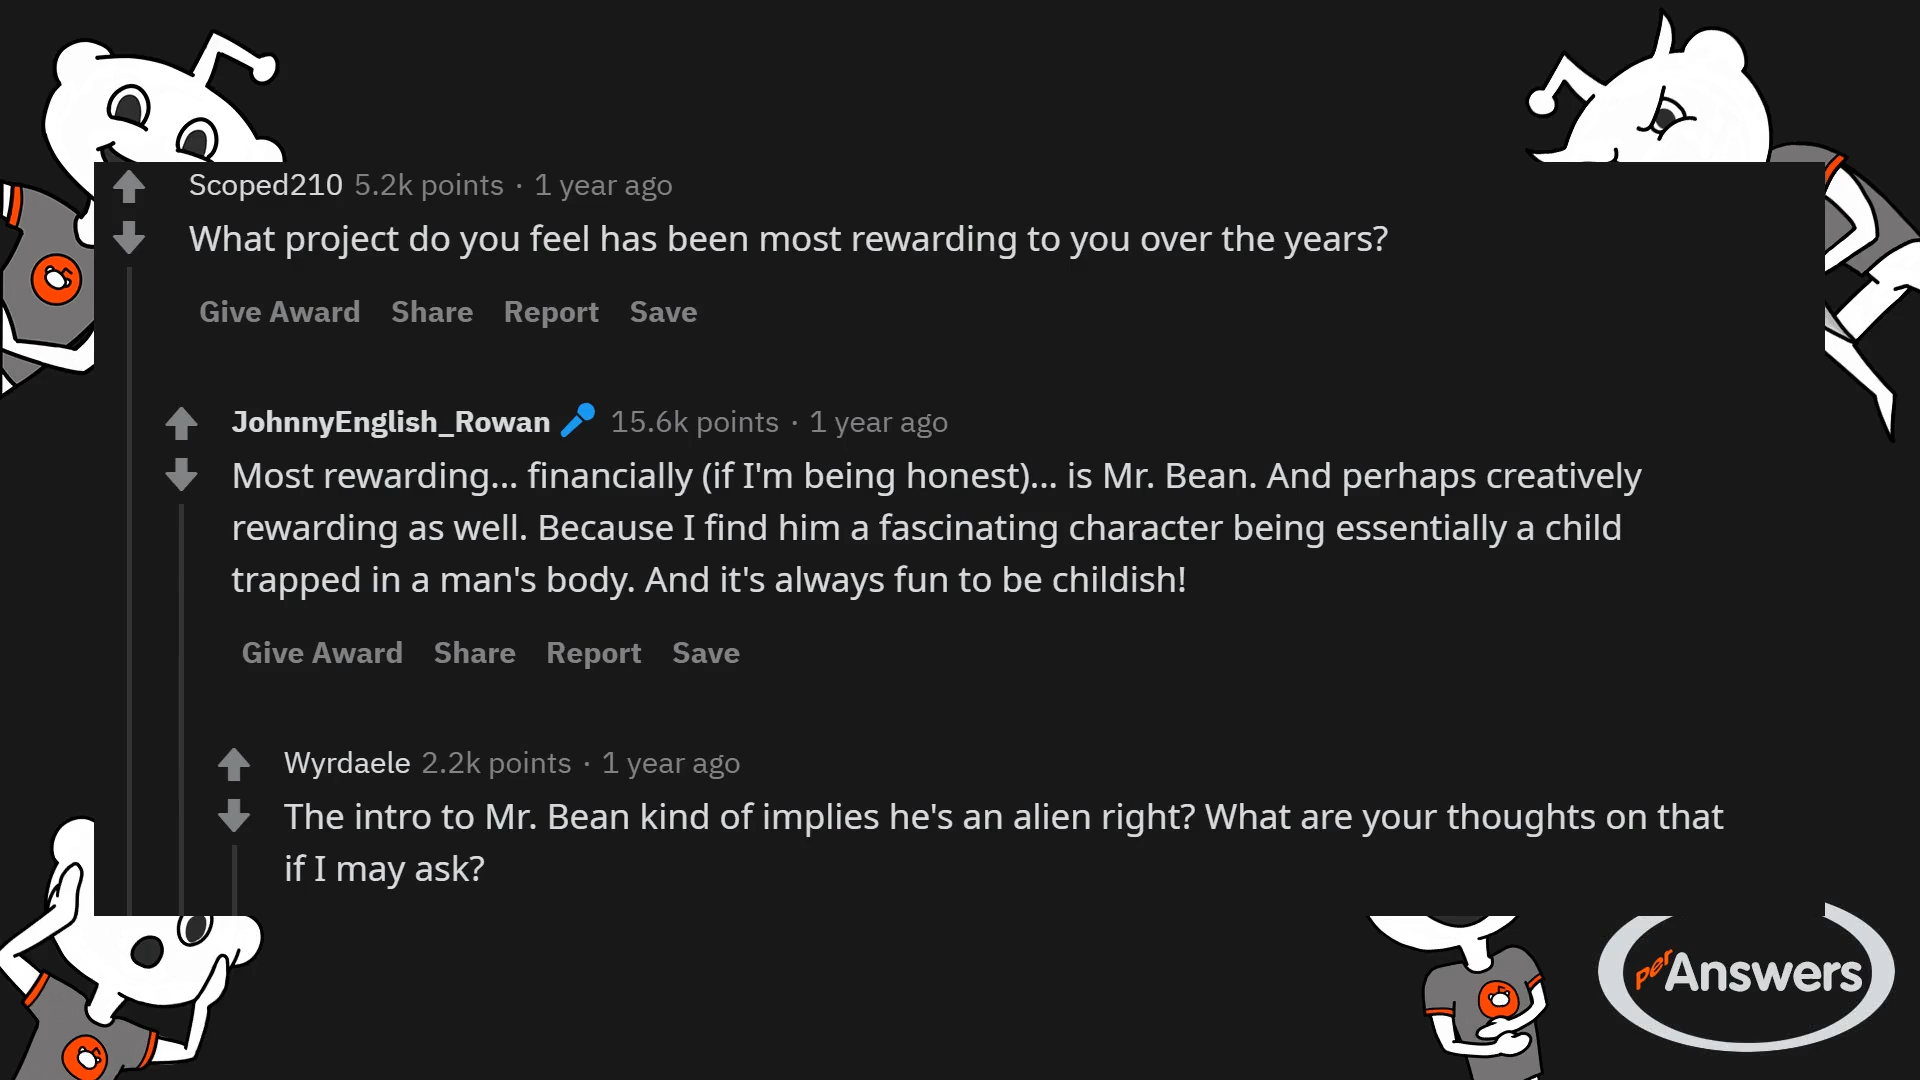 Scoped210 5.2k points · 1 year ago
What project do you feel has been most rewarding to you over the years?
Give Award Share Report Save
JohnnyEnglish_Rowan 15.6k points · 1 year ago
Most rewarding... financially (if I'm being honest)... is Mr. Bean. And perhaps creatively
rewarding as well. Because I find him a fascinating character being essentially a child
trapped in a man's body. And it's always fun to be childish!
Give Award Share Report Save
Wyrdaele 2.2k points · 1 year ago
The intro to Mr. Bean kind of implies he's an alien right? What are your thoughts on that
if I may ask?
perAnswers